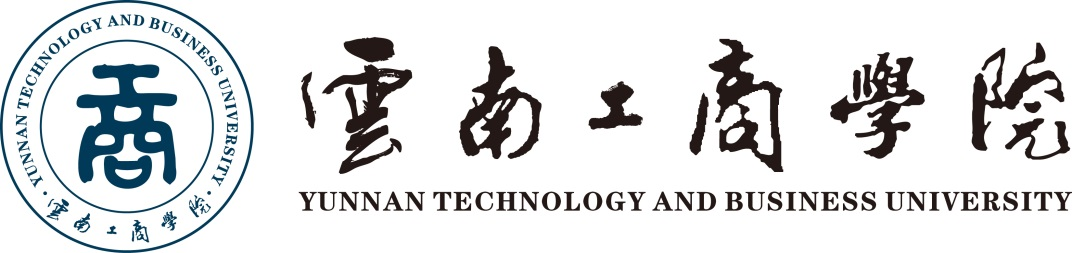 YUNNAN TECHNOLOGY AND BUSINESS UNIVERSITY
商
雲南工商學院
雲南工商學院
YUNNAN TECHNOLOGY AND BUSINESS UNIVERSITY